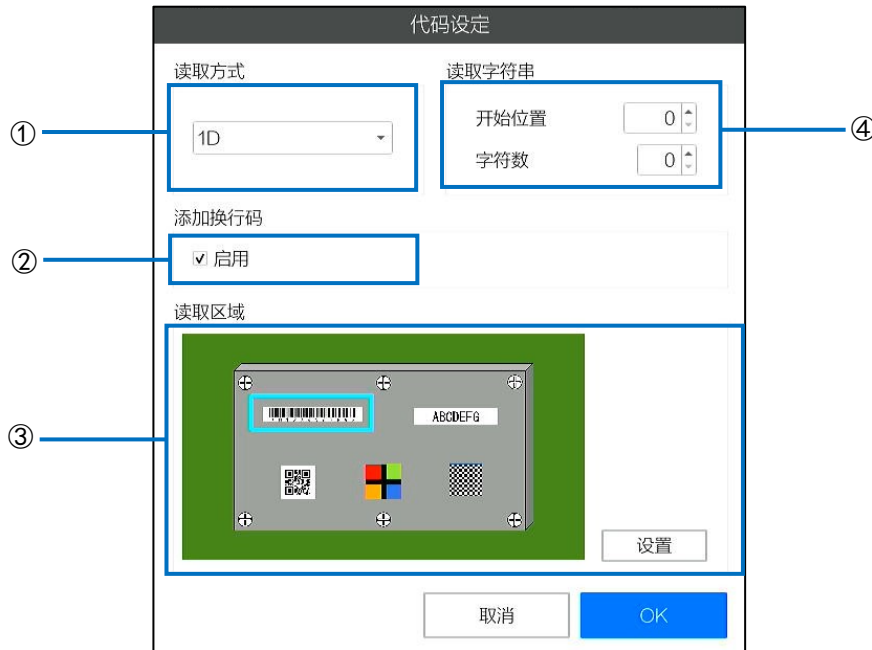 代码设定
读取方式
读取字符串
①
1D
开始位置 0
字符数 0
④
添加换行码
②
启用
读取区域
③
ABCDEFG
设置
取消
OK